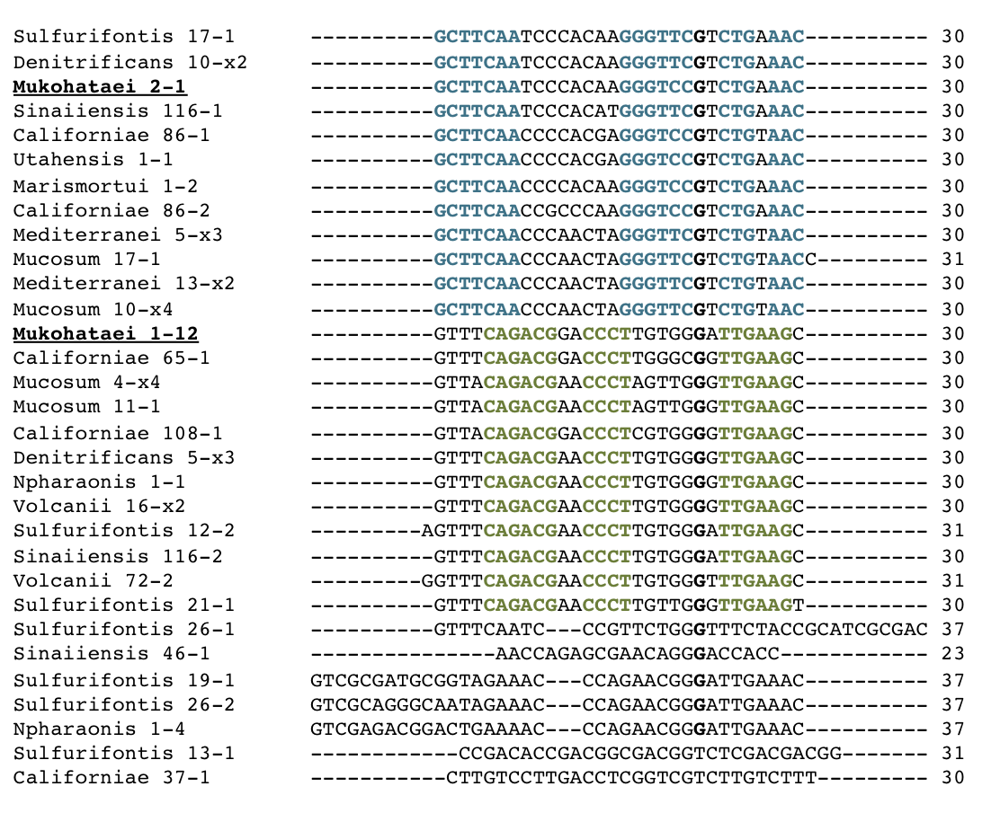 Sulfurifontis 17-1 ----------GCTTCAATCCCACAAGGGTTCGTCTGAAAC---------- 30
Denitrificans 10-x2 ----------GCTTCAATCCCACAAGGGTTCGTCTGAAAC---------- 30
Mukohataei 2-1 ----------GCTTCAATCCCACAAGGGTCCGTCTGAAAC---------- 30
Sinaiiensis 116-1 ----------GCTTCAATCCCACATGGGTTCGTCTGAAAC---------- 30
Californiae 86-1 ----------GCTTCAACCCCACGAGGGTCCGTCTGTAAC---------- 30
Utahensis 1-1 ----------GCTTCAACCCCACGAGGGTTCGTCTGAAAC---------- 30
Marismortui 1-2 ----------GCTTCAACCCCACAAGGGTCCGTCTGAAAC---------- 30
Californiae 86-2 ----------GCTTCAACCGCCCAAGGGTCCGTCTGAAAC---------- 30
Mediterranei 5-x3 ----------GCTTCAACCCAACTAGGGTTCGTCTGTAAC---------- 30
Mucosum 17-1 ----------GCTTCAACCCAACTAGGGTTCGTCTGTAACC--------- 31
Mediterranei 13-x2 ----------GCTTCAACCCAACTAGGGTTCGTCTGTAAC---------- 30
Mucosum 10-x4 ----------GCTTCAACCCAACTAGGGTTCGTCTGTAAC---------- 30
Mukohataei 1-12 ----------GTTTCAGACGGACCCTTGTGGGATTGAAGC---------- 30
Californiae 65-1 ----------GTTTCAGACGGACCCTTGGGCGGTTGAAGC---------- 30
Mucosum 4-x4 ----------GTTACAGACGAACCCTAGTTGGGTTGAAGC---------- 30
Mucosum 11-1 ----------GTTACAGACGAACCCTAGTTGGGTTGAAGC---------- 30
Californiae 108-1 ----------GTTACAGACGGACCCTCGTGGGGTTGAAGC---------- 30
Denitrificans 5-x3 ----------GTTTCAGACGAACCCTTGTGGGGTTGAAGC---------- 30
Npharaonis 1-1 ----------GTTTCAGACGAACCCTTGTGGGGTTGAAGC---------- 30
Volcanii 16-x2 ----------GTTTCAGACGAACCCTTGTGGGGTTGAAGC---------- 30
Sulfurifontis 12-2 ---------AGTTTCAGACGAACCCTTGTGGGATTGAAGC---------- 31
Sinaiiensis 116-2 ----------GTTTCAGACGAACCCTTGTGGGATTGAAGC---------- 30
Volcanii 72-2 ---------GGTTTCAGACGAACCCTTGTGGGTTTGAAGC---------- 31
Sulfurifontis 21-1 ----------GTTTCAGACGAACCCTTGTTGGGTTGAAGT---------- 30
Sulfurifontis 26-1 ----------GTTTCAATC---CCGTTCTGGGTTTCTACCGCATCGCGAC 37
Sinaiiensis 46-1 ---------------AACCAGAGCGAACAGGGACCACC------------ 23
Sulfurifontis 19-1 GTCGCGATGCGGTAGAAAC---CCAGAACGGGATTGAAAC---------- 37
Sulfurifontis 26-2 GTCGCAGGGCAATAGAAAC---CCAGAACGGGATTGAAAC---------- 37
Npharaonis 1-4 GTCGAGACGGACTGAAAAC---CCAGAACGGGATTGAAAC---------- 37
Sulfurifontis 13-1 ------------CCGACACCGACGGCGACGGTCTCGACGACGG------- 31
Californiae 37-1 -----------CTTGTCCTTGACCTCGGTCGTCTTGTCTTT--------- 30